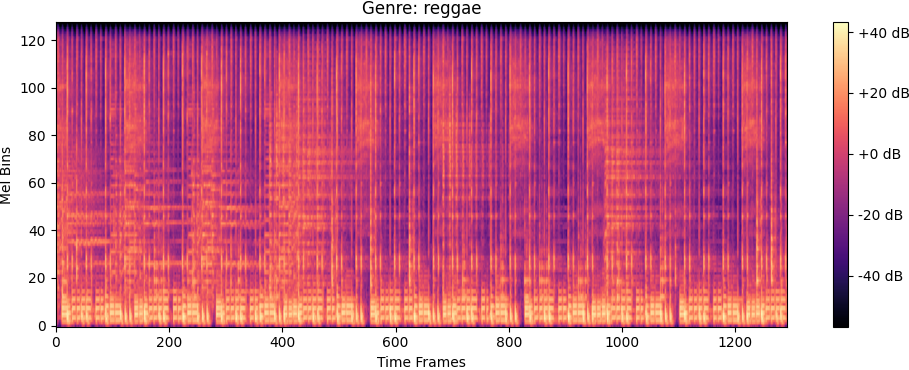 Genre: reggae
Mel Bins
120
100
80
60
40
20
0
0 200 400 600 800 1000 1200
Time Frames
+40 dB
+20 dB
+0 dB
-20 dB
-40 dB